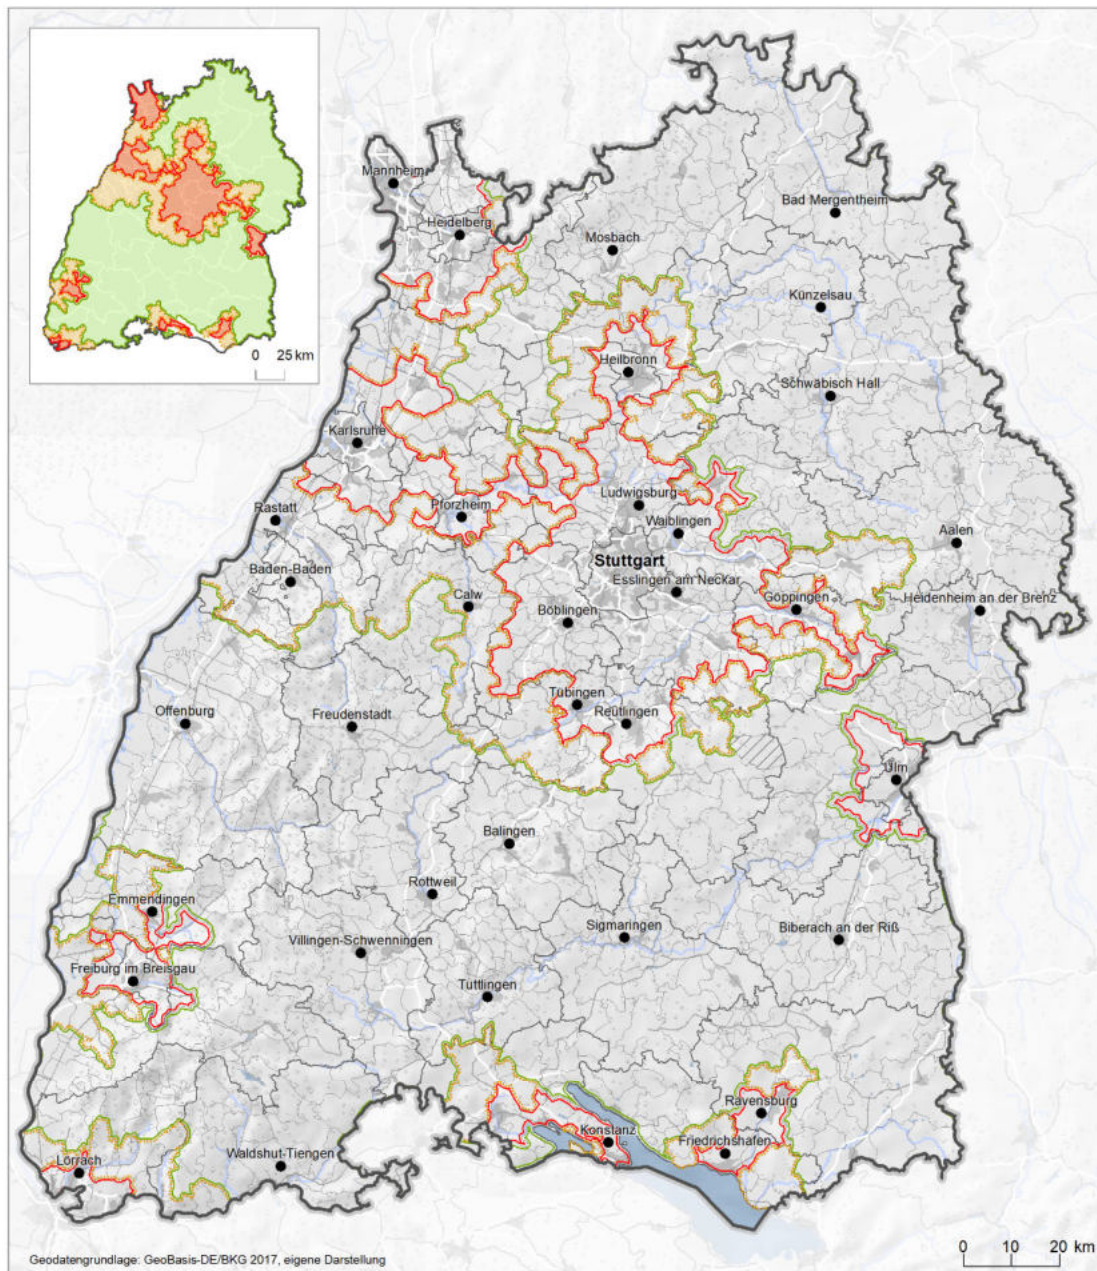 0 25 km
Mannheim
Bad Mergentheim
Heidelberg
Mosbach
Künzelsau
Heilbronn
Schwäbisch Hall
Karlsruhe
Ludwigsburg
Pforzheim
Rastatt
Waiblingen
Aalen
Stuttgart
Baden-Baden
Esslingen am Neckar
Calw
Göppingen
Heidenheim an der Brenz
Böblingen
Tübingen
Offenburg
Freudenstadt
Reutlingen
Ulm
Balingen
Rottweil
Emmendingen
Sigmaringen
Biberach an der Riß
Villingen-Schwenningen
Freiburg im Breisgau
Tuttlingen
Ravensburg
Konstanz
Friedrichshafen
Waldshut-Tiengen
Lörrach
Geodatengrundlage: GeoBasis-DE/BKG 2017, eigene Darstellung
0 10 20 km